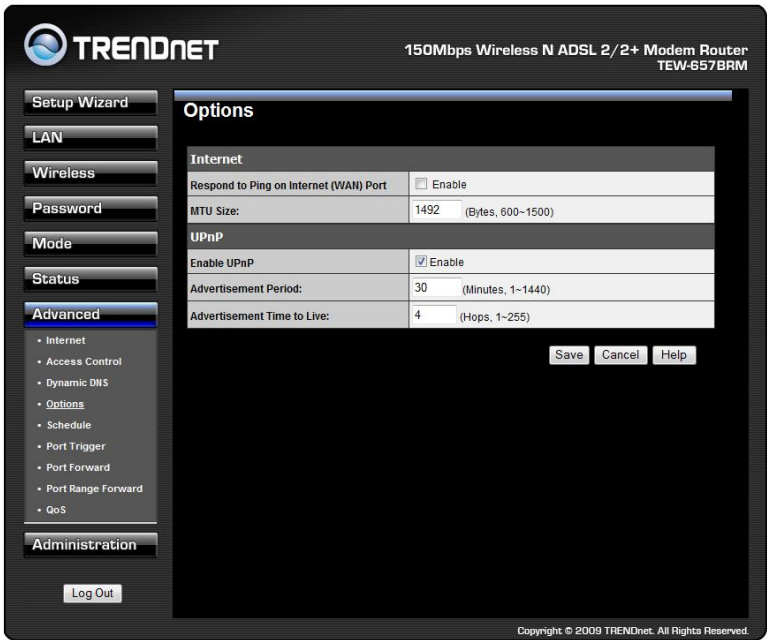 TRENDnET
150Mbps Wireless N ADSL 2/2+ Modem Router
TEW-657BRM
Setup Wizard
LAN
Wireless
Password
Mode
Status
Advanced
• Internet
• Access Control
• Dynamic DNS
• Options
• Schedule
• Port Trigger
• Port Forward
• Port Range Forward
• QoS
Administration
Log Out
Options
Internet
Respond to Ping on Internet (WAN) Port Enable
MTU Size: 1492 (Bytes, 600~1500)
UPnP
Enable UPnP Enable
Advertisement Period: 30 (Minutes, 1~1440)
Advertisement Time to Live: 4 (Hops, 1~255)
Save Cancel Help
Copyright © 2009 TRENDnet. All Rights Reserved.